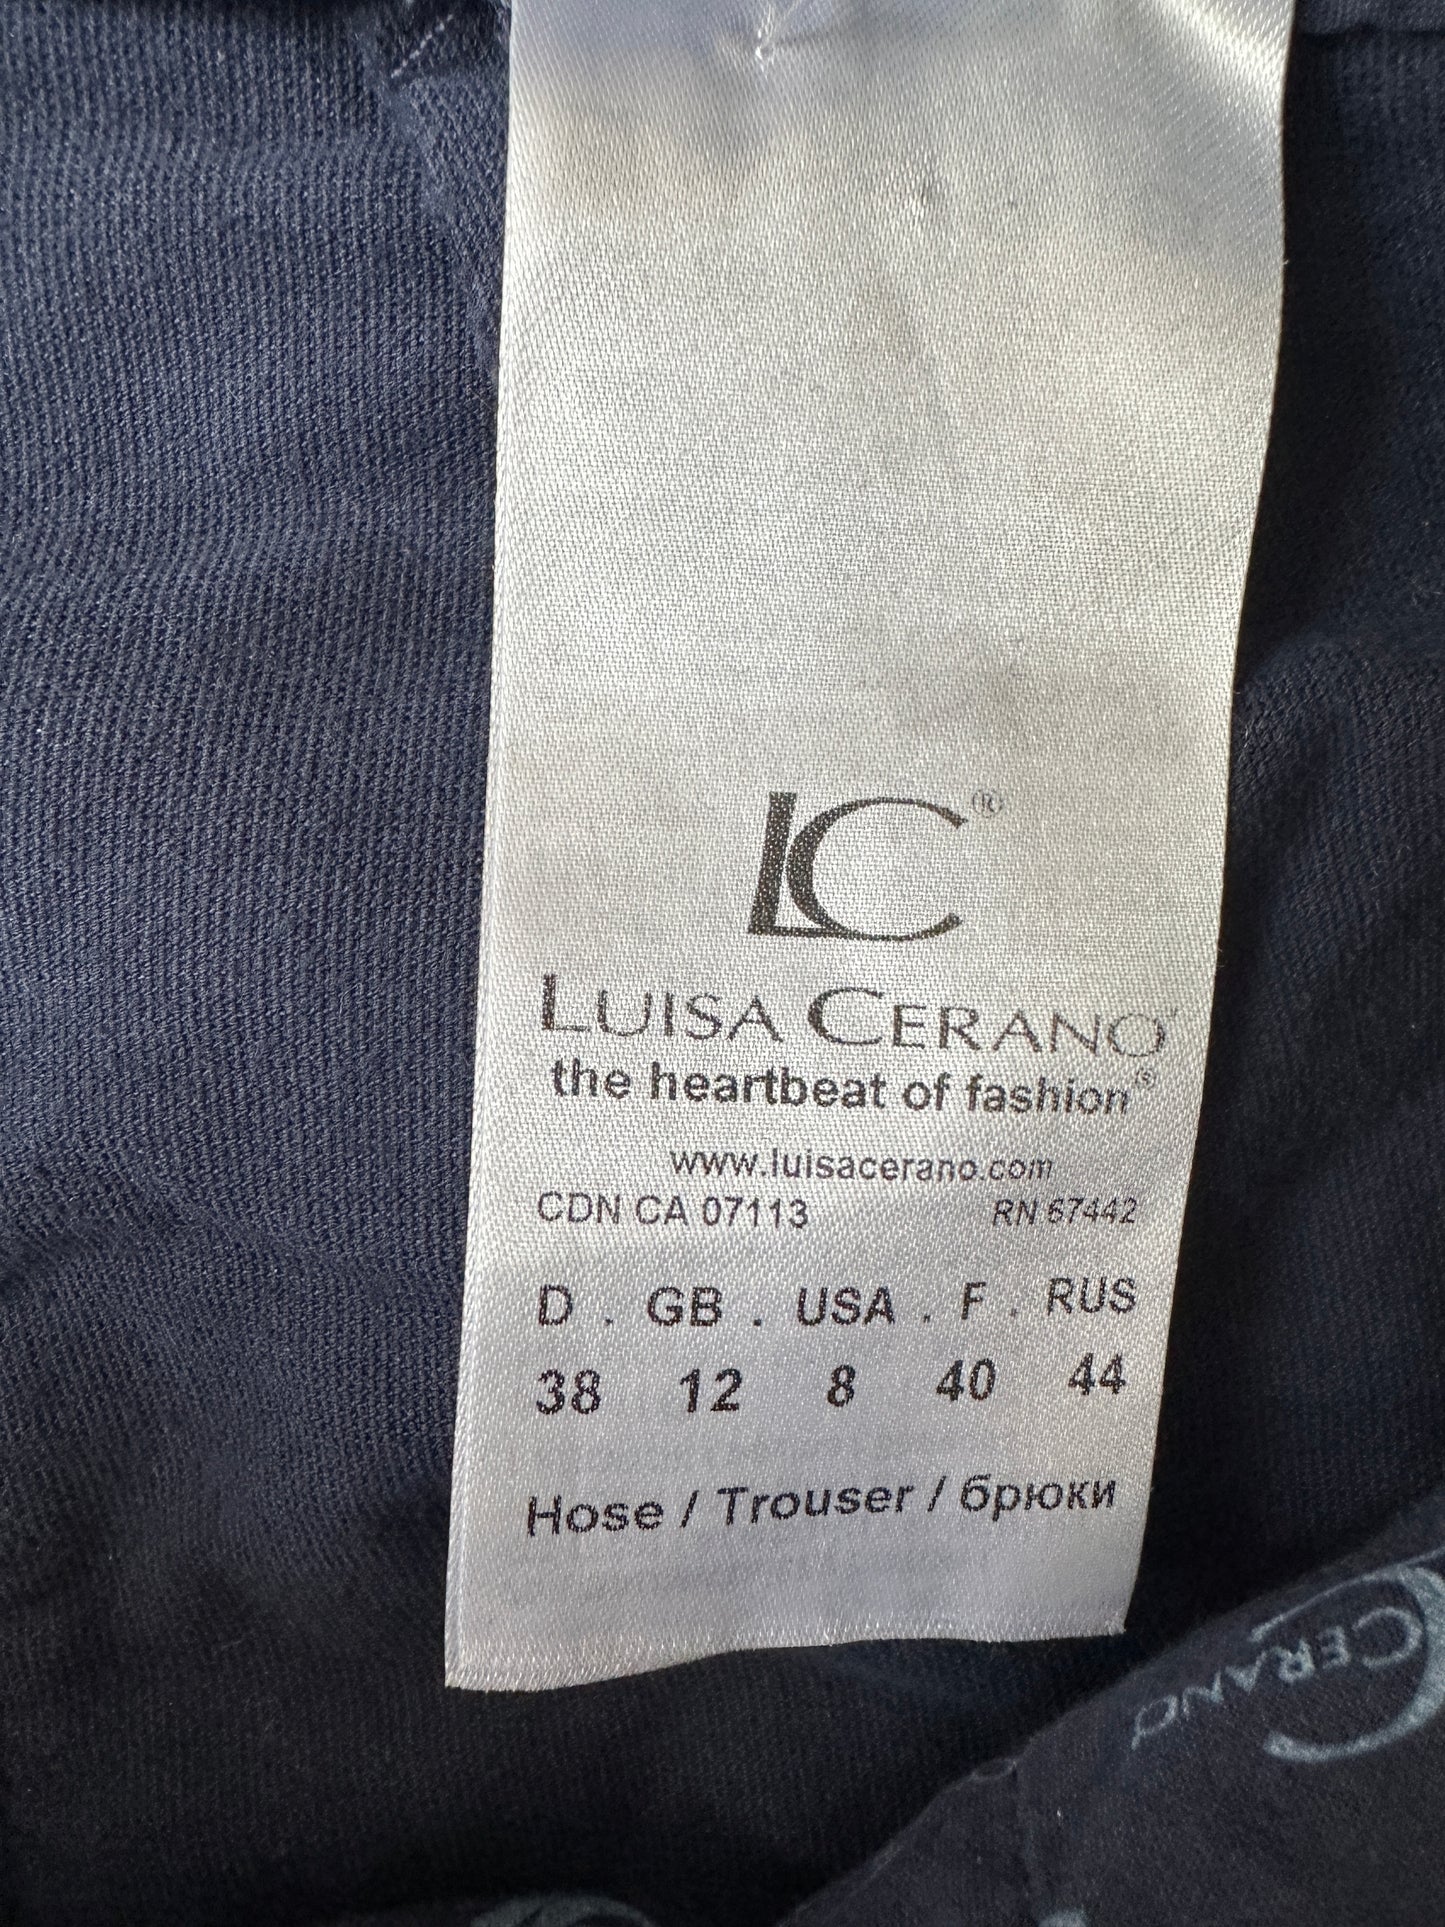 LC®
LUISA CERANO
the heartbeat of fashion®
www.luisacerano.com
CDN CA 07113 RN 67442
D . GB . USA . F . RUS
38 12 8 40 44
Hose / Trouser / брюки
CERANO